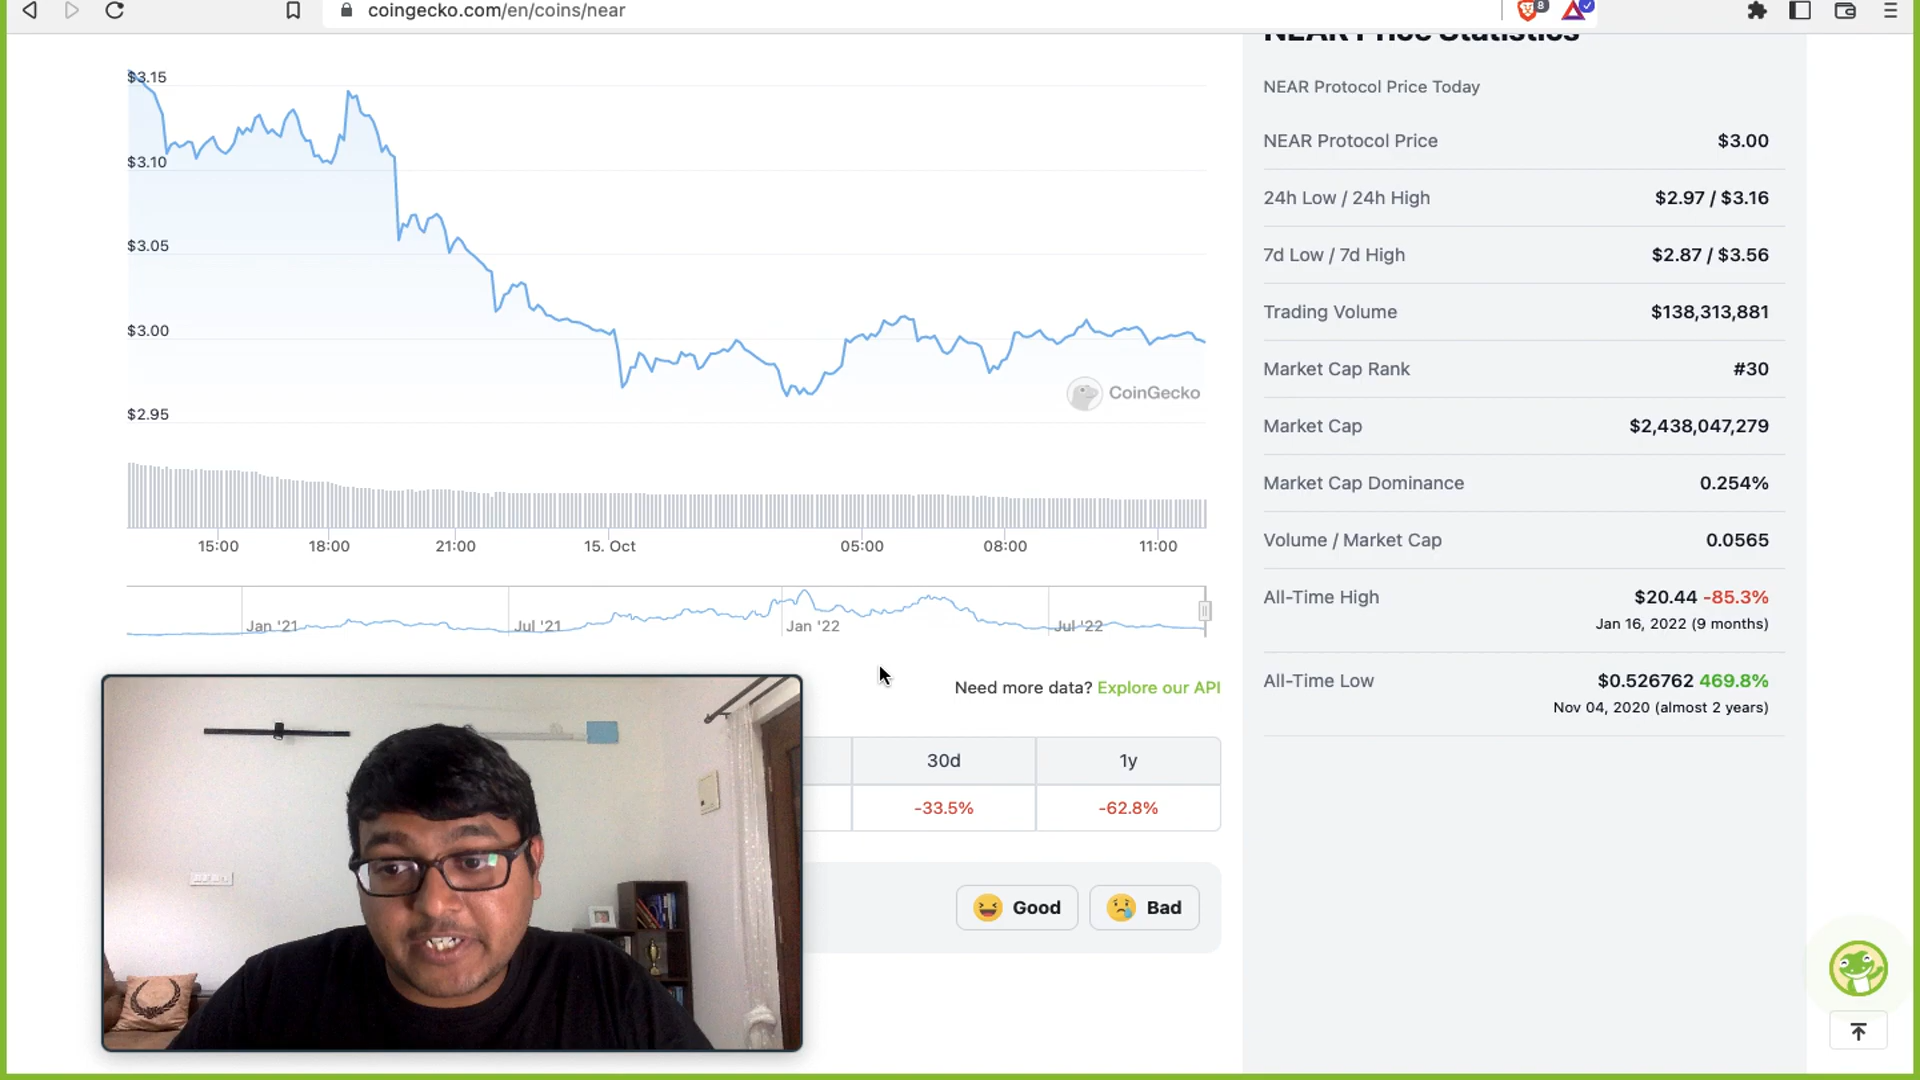 coingecko.com/en/coins/near
8
NEAR Price Statistics
$3.15
$3.10
$3.05
$3.00
$2.95
CoinGecko
15:00 18:00 21:00 15. Oct 05:00 08:00 11:00
Jan '21 Jul '21 Jan '22 Jul '22
Need more data? Explore our API
30d 1y
-33.5% -62.8%
Good Bad
NEAR Protocol Price Today
NEAR Protocol Price $3.00
24h Low / 24h High $2.97 / $3.16
7d Low / 7d High $2.87 / $3.56
Trading Volume $138,313,881
Market Cap Rank #30
Market Cap $2,438,047,279
Market Cap Dominance 0.254%
Volume / Market Cap 0.0565
All-Time High $20.44 -85.3%
Jan 16, 2022 (9 months)
All-Time Low $0.526762 469.8%
Nov 04, 2020 (almost 2 years)